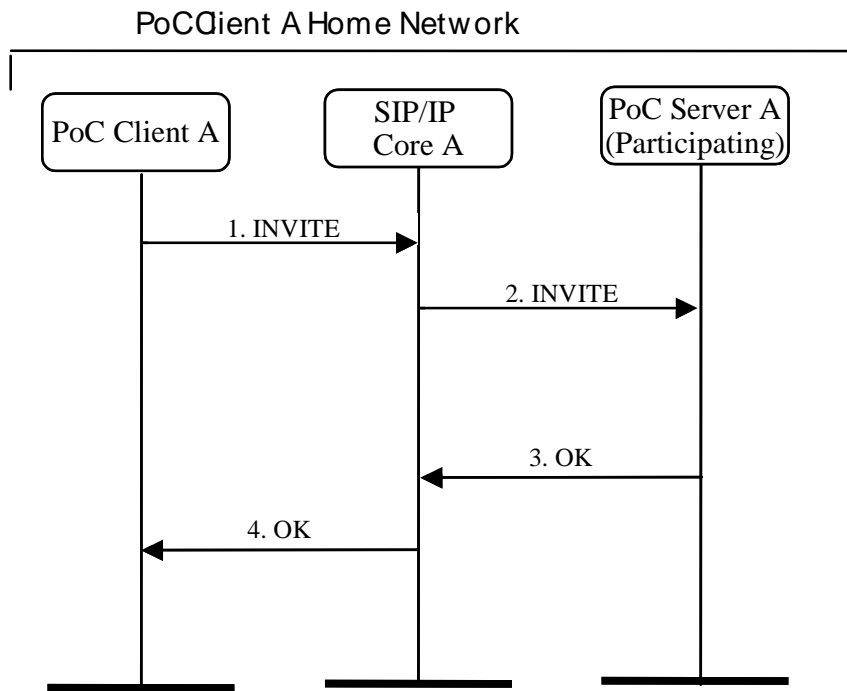 PoCClient A Home Network
PoC Client A
SIP/IP
Core A
PoC Server A
(Participating)
1. INVITE
2. INVITE
3. OK
4. OK